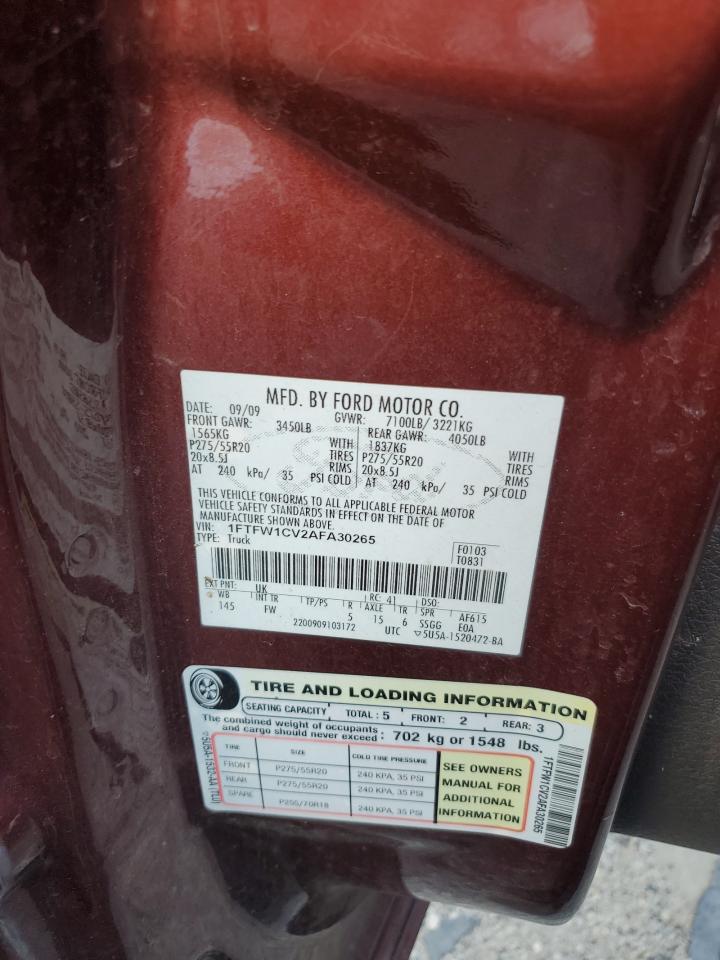 MFD. BY FORD MOTOR CO.
DATE: 09/09 GVWR: 7100LB/ 3221KG
FRONT GAWR: 3450LB REAR GAWR: 4050LB
1565KG WITH 1837KG WITH
P275/55R20 TIRES P275/55R20 TIRES
20x8.5J RIMS 20x8.5J RIMS
AT 240 kPa/ 35 PSI COLD AT 240 kPa/ 35 PSI COLD
THIS VEHICLE CONFORMS TO ALL APPLICABLE FEDERAL MOTOR
VEHICLE SAFETY STANDARDS IN EFFECT ON THE DATE OF
MANUFACTURE SHOWN ABOVE.
VIN: 1FTFW1CV2AFA30265 F0103
TYPE: Truck T0831
EXT PNT: UK RC: 41 DSO:
WB INT TR TP/PS R AXLE TR SPR AF615
145 FW 5 15 6 SSGG E0A
2200909103172 UTC ▽5U5A-1520472-BA
TIRE AND LOADING INFORMATION
SEATING CAPACITY TOTAL : 5 FRONT: 2 REAR: 3
The combined weight of occupants
and cargo should never exceed : 702 kg or 1548 lbs.
TIRE SIZE COLD TIRE PRESSURE
FRONT P275/55R20 240 KPA, 35 PSI
REAR P275/55R20 240 KPA, 35 PSI
SPARE P255/70R18 240 KPA, 35 PSI
SEE OWNERS
MANUAL FOR
ADDITIONAL
INFORMATION
1FTFW1CV2AFA30265